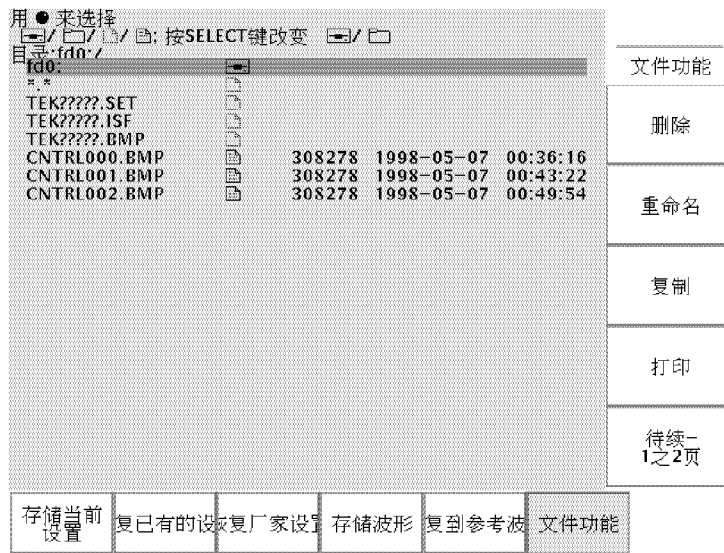 用 ● 来选择
/ / / : 按SELECT键改变 /
目录:fd0:/
fd0:
*.*
TEK?????.SET
TEK?????.ISF
TEK?????.BMP
CNTRL000.BMP 308278 1998-05-07 00:36:16
CNTRL001.BMP 308278 1998-05-07 00:43:22
CNTRL002.BMP 308278 1998-05-07 00:49:54
文件功能
删除
重命名
复制
打印
待续-
1之2页
存储当前
设置
复已有的设
恢复厂家设置
存储波形
复到参考波
文件功能